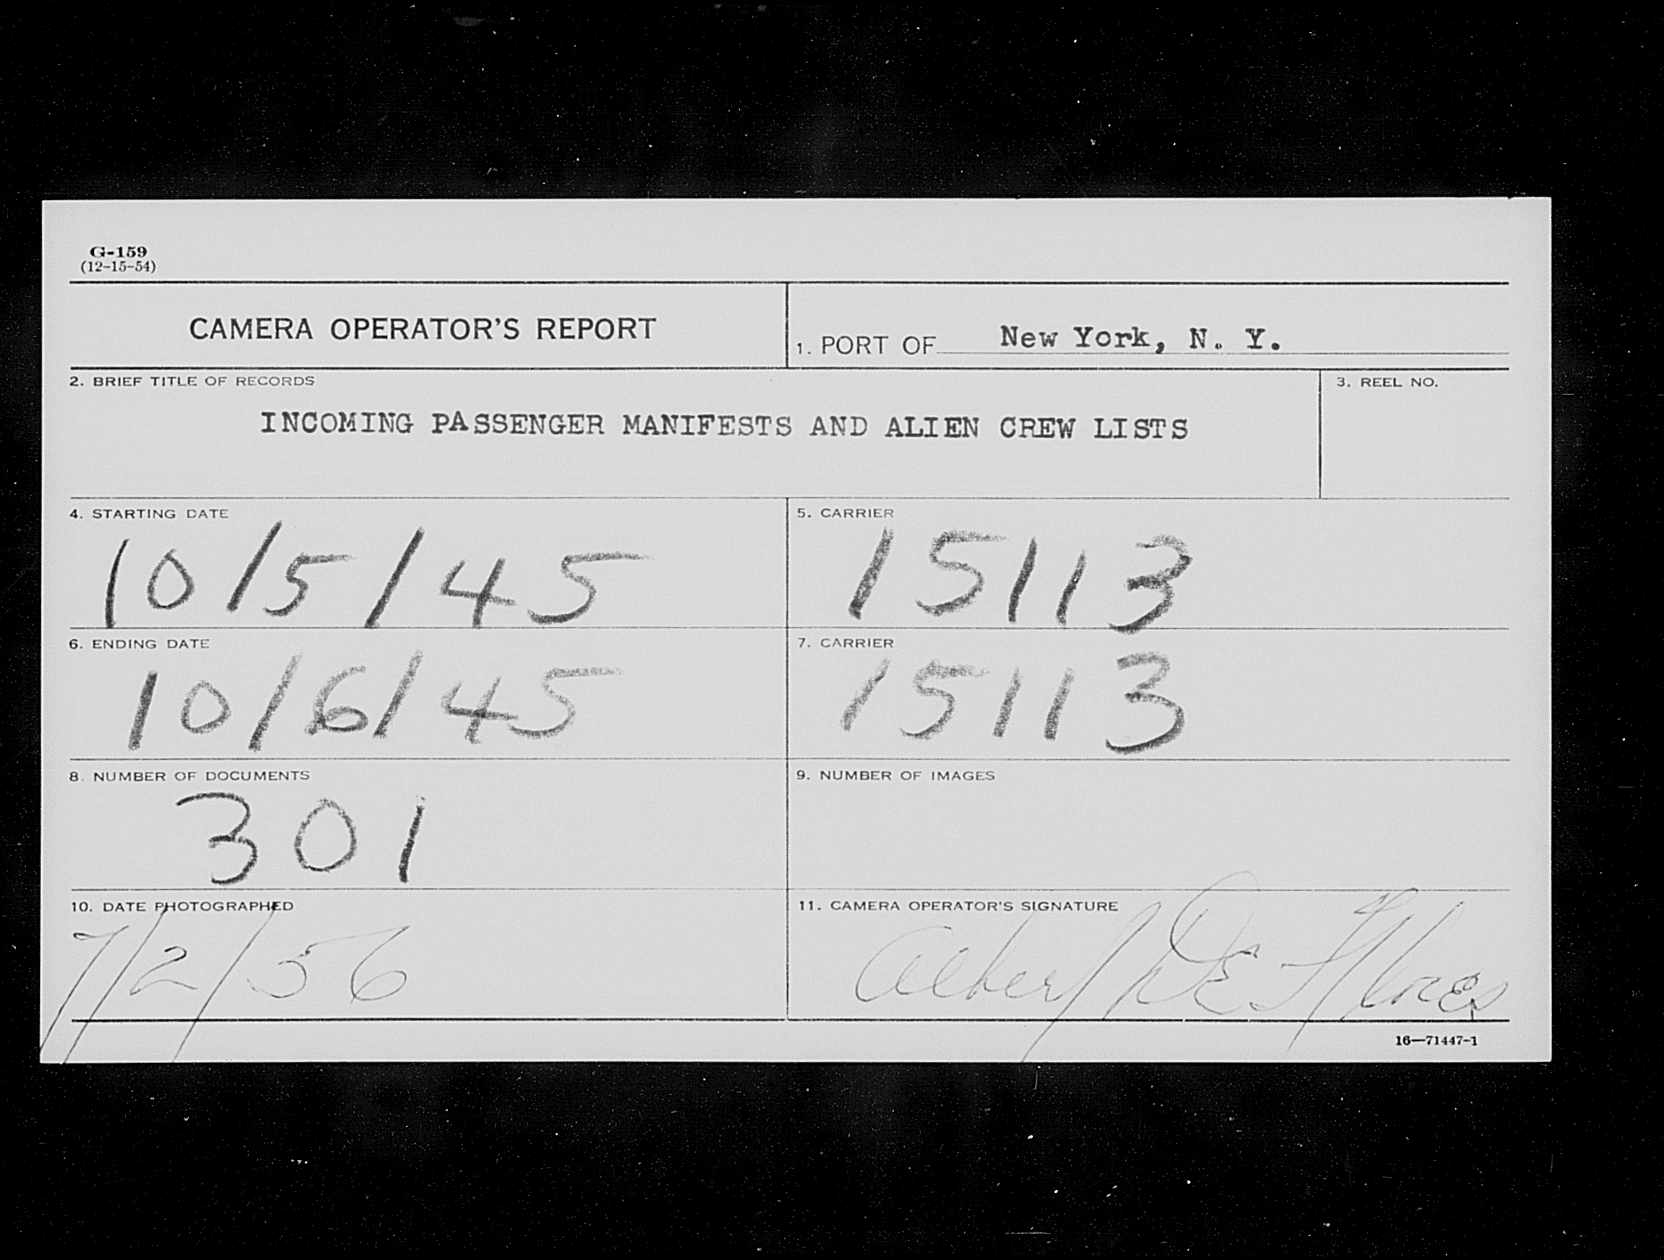 G-159
(12-15-54)
CAMERA OPERATOR'S REPORT
1. PORT OF New York, N. Y.
2. BRIEF TITLE OF RECORDS
INCOMING PASSENGER MANIFESTS AND ALIEN CREW LISTS
3. REEL NO.
4. STARTING DATE
10/5/45
5. CARRIER
15113
6. ENDING DATE
10/6/45
7. CARRIER
15113
8. NUMBER OF DOCUMENTS
301
9. NUMBER OF IMAGES
10. DATE PHOTOGRAPHED
7/2/56
11. CAMERA OPERATOR'S SIGNATURE
Albert De Flores
16—71447-1